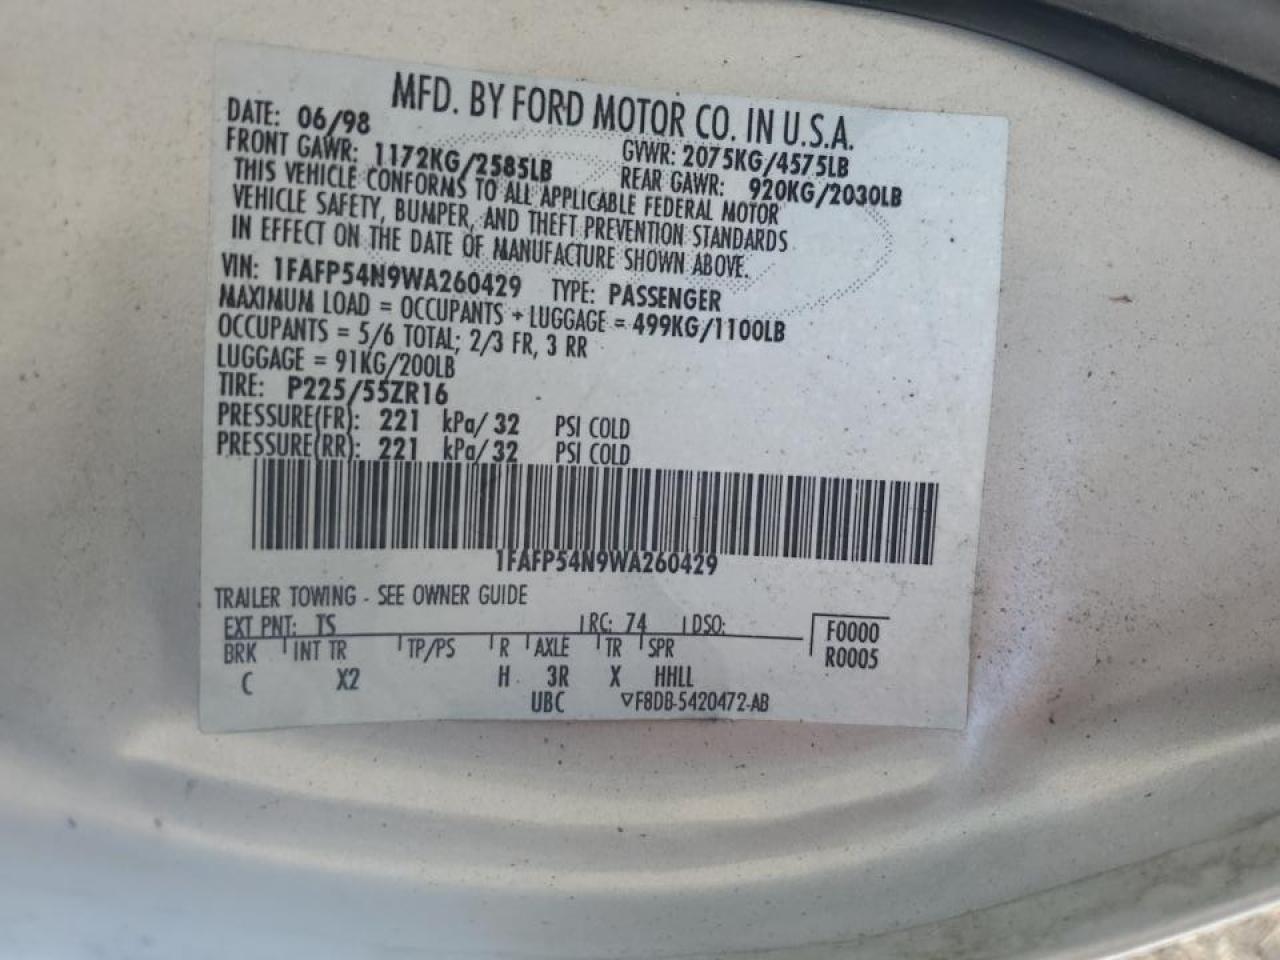 MFD. BY FORD MOTOR CO. IN U.S.A.
DATE: 06/98 GVWR: 2075KG/4575LB
FRONT GAWR: 1172KG/2585LB REAR GAWR: 920KG/2030LB
THIS VEHICLE CONFORMS TO ALL APPLICABLE FEDERAL MOTOR
VEHICLE SAFETY, BUMPER, AND THEFT PREVENTION STANDARDS
IN EFFECT ON THE DATE OF MANUFACTURE SHOWN ABOVE.
VIN: 1FAFP54N9WA260429 TYPE: PASSENGER
MAXIMUM LOAD = OCCUPANTS + LUGGAGE = 499KG/1100LB
OCCUPANTS = 5/6 TOTAL; 2/3 FR, 3 RR
LUGGAGE = 91KG/200LB
TIRE: P225/55ZR16
PRESSURE(FR): 221 kPa/ 32 PSI COLD
PRESSURE(RR): 221 kPa/ 32 PSI COLD
1FAFP54N9WA260429
TRAILER TOWING - SEE OWNER GUIDE
EXT PNT: TS RC: 74 DSO: F0000
BRK INT TR TP/PS R AXLE TR SPR R0005
C X2 H 3R X HHLL
UBC ▽F8DB-5420472-AB